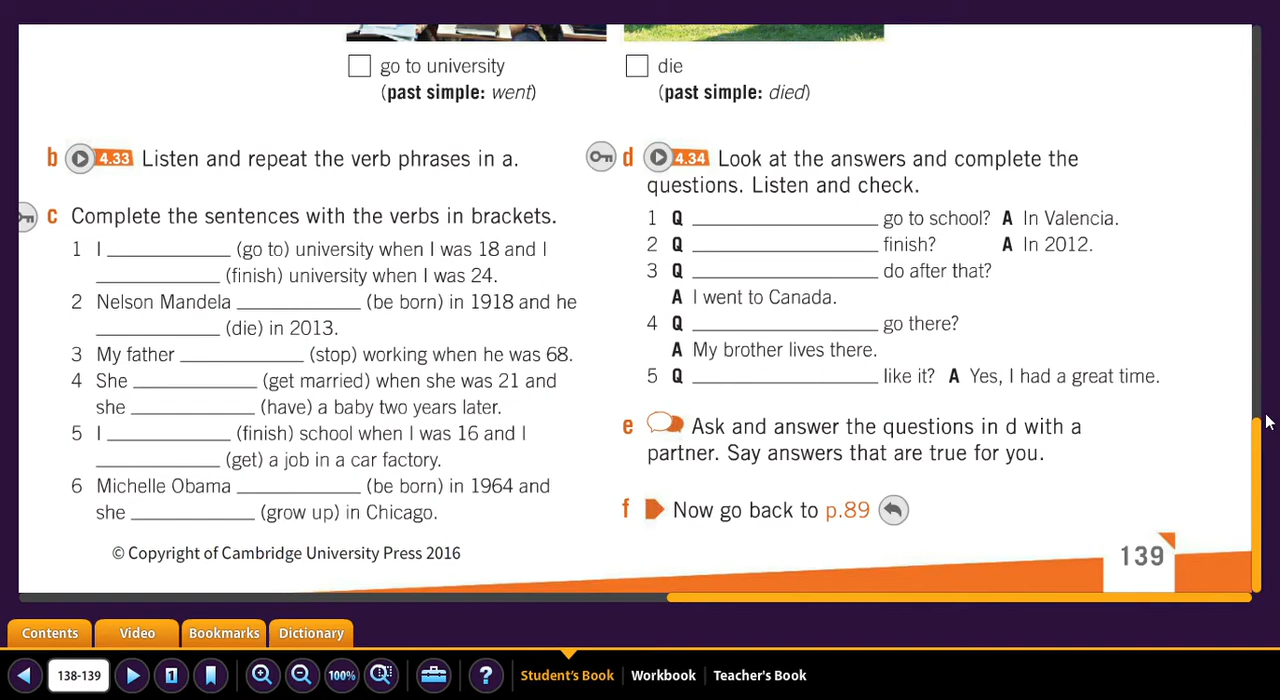 go to university
(past simple: went)
die
(past simple: died)
b 4.33 Listen and repeat the verb phrases in a.
c Complete the sentences with the verbs in brackets.
1 I ____________ (go to) university when I was 18 and I
____________ (finish) university when I was 24.
2 Nelson Mandela ____________ (be born) in 1918 and he
____________ (die) in 2013.
3 My father ____________ (stop) working when he was 68.
4 She ____________ (get married) when she was 21 and
she ____________ (have) a baby two years later.
5 I ____________ (finish) school when I was 16 and I
____________ (get) a job in a car factory.
6 Michelle Obama ____________ (be born) in 1964 and
she ____________ (grow up) in Chicago.
© Copyright of Cambridge University Press 2016
d 4.34 Look at the answers and complete the
questions. Listen and check.
1 Q __________________ go to school? A In Valencia.
2 Q __________________ finish? A In 2012.
3 Q __________________ do after that?
A I went to Canada.
4 Q __________________ go there?
A My brother lives there.
5 Q __________________ like it? A Yes, I had a great time.
e Ask and answer the questions in d with a
partner. Say answers that are true for you.
f Now go back to p.89
139
Contents Video Bookmarks Dictionary
138-139 1 100% ? Student's Book Workbook Teacher's Book